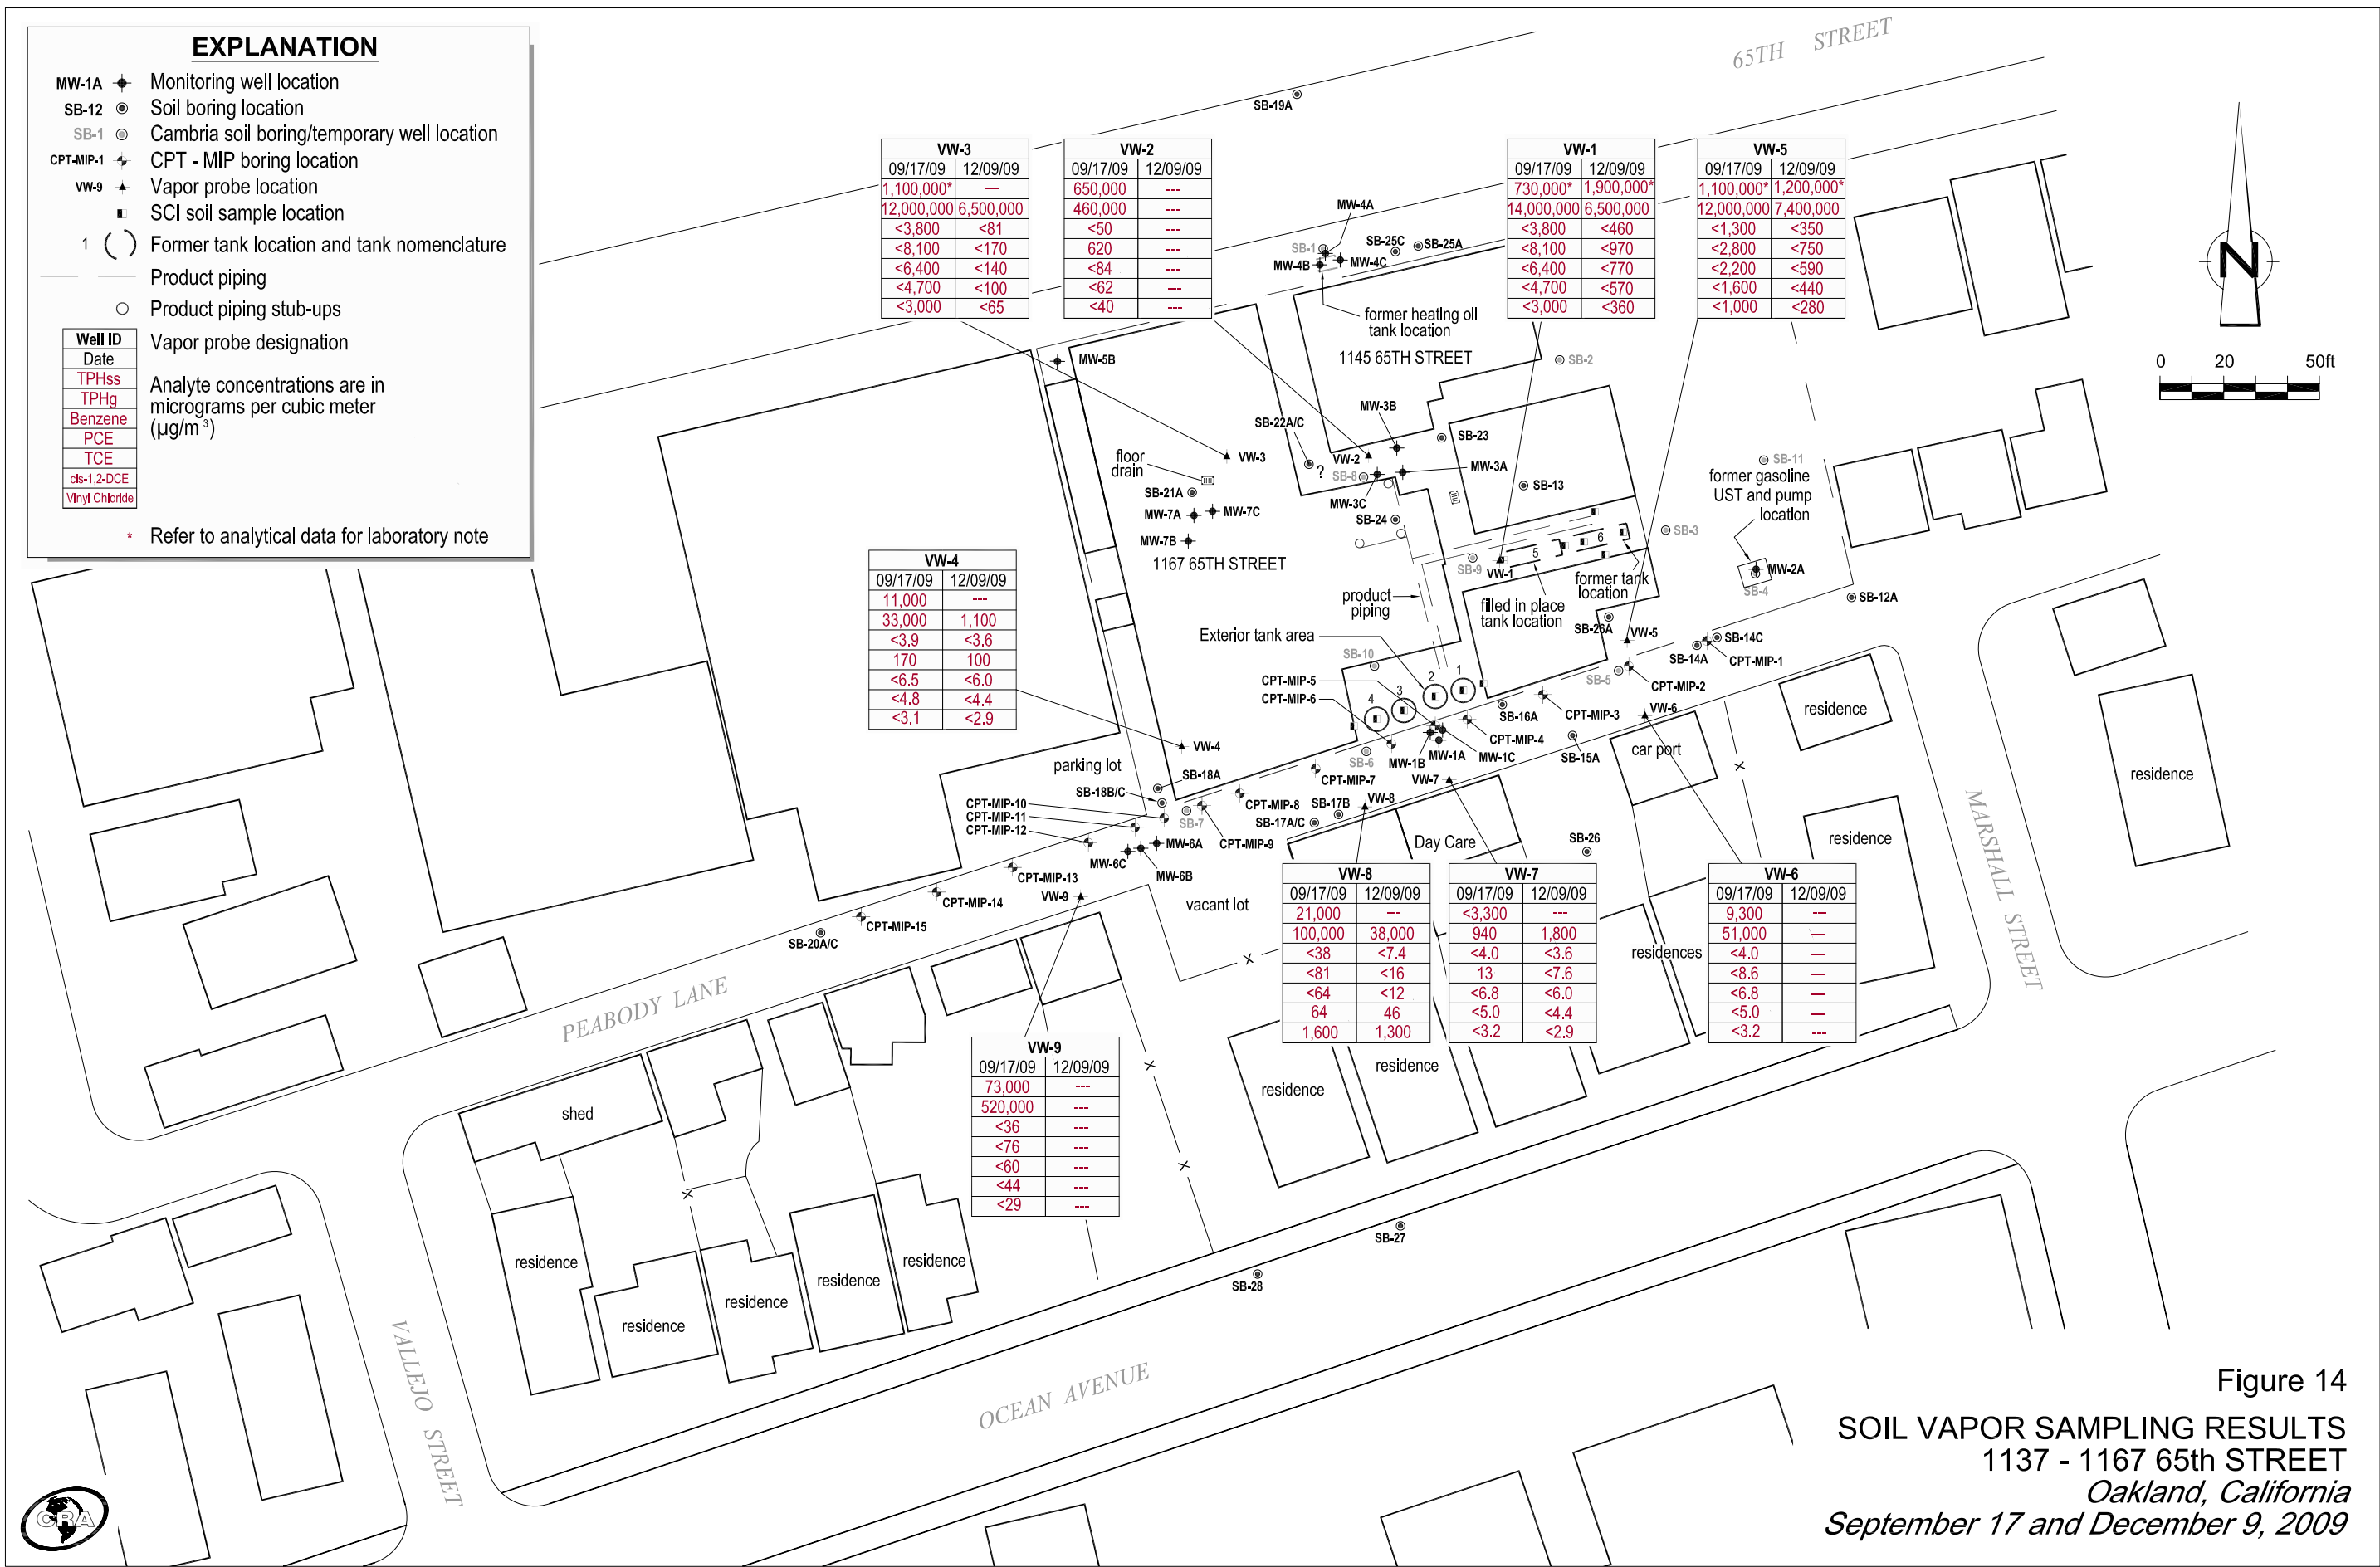 EXPLANATION
MW-1A Monitoring well location
SB-12 Soil boring location
SB-1 Cambria soil boring/temporary well location
CPT-MIP-1 CPT - MIP boring location
VW-9 Vapor probe location
SCI soil sample location
1 Former tank location and tank nomenclature
Product piping
Product piping stub-ups
Well ID Vapor probe designation
Date
TPHss
TPHg
Benzene
PCE
TCE
cis-1,2-DCE
Vinyl Chloride
Analyte concentrations are in
micrograms per cubic meter
(µg/m³)
* Refer to analytical data for laboratory note
65TH STREET
SB-19A
VW-3
09/17/09 12/09/09
1,100,000* ---
12,000,000 6,500,000
<3,800 <81
<8,100 <170
<6,400 <140
<4,700 <100
<3,000 <65
VW-2
09/17/09 12/09/09
650,000 ---
460,000 ---
<50 ---
620 ---
<84 ---
<62 ---
<40 ---
VW-1
09/17/09 12/09/09
730,000* 1,900,000*
14,000,000 6,500,000
<3,800 <460
<8,100 <970
<6,400 <770
<4,700 <570
<3,000 <360
VW-5
09/17/09 12/09/09
1,100,000* 1,200,000*
12,000,000 7,400,000
<1,300 <350
<2,800 <750
<2,200 <590
<1,600 <440
<1,000 <280
N
0 20 50ft
MW-4A
SB-1
SB-25C
SB-25A
MW-4B
MW-4C
former heating oil
tank location
1145 65TH STREET
SB-2
MW-5B
MW-3B
SB-22A/C
SB-23
VW-3
VW-2
?
SB-8
MW-3A
MW-3C
floor
drain
SB-21A
MW-7A
MW-7C
MW-7B
1167 65TH STREET
SB-24
SB-13
SB-11
former gasoline
UST and pump
location
SB-3
SB-9
VW-1
5
6
MW-2A
SB-4
former tank
location
filled in place
tank location
product
piping
SB-12A
SB-26A
VW-5
SB-14C
SB-14A
CPT-MIP-1
Exterior tank area
SB-10
CPT-MIP-5
CPT-MIP-6
1
2
3
4
SB-5
CPT-MIP-2
SB-16A
CPT-MIP-3
VW-6
CPT-MIP-4
SB-15A
car port
residence
residence
residence
VW-4
09/17/09 12/09/09
11,000 ---
33,000 1,100
<3.9 <3.6
170 100
<6.5 <6.0
<4.8 <4.4
<3.1 <2.9
VW-4
parking lot
SB-18A
SB-18B/C
SB-6
MW-1B
MW-1A
MW-1C
CPT-MIP-7
VW-7
CPT-MIP-8
SB-17B
VW-8
SB-17A/C
CPT-MIP-10
CPT-MIP-11
CPT-MIP-12
SB-7
CPT-MIP-9
MW-6A
MW-6C
MW-6B
CPT-MIP-13
VW-9
CPT-MIP-14
CPT-MIP-15
SB-20A/C
Day Care
SB-26
vacant lot
MARSHALL STREET
VW-8
09/17/09 12/09/09
21,000 ---
100,000 38,000
<38 <7.4
<81 <16
<64 <12
64 46
1,600 1,300
VW-7
09/17/09 12/09/09
<3,300 ---
940 1,800
<4.0 <3.6
13 <7.6
<6.8 <6.0
<5.0 <4.4
<3.2 <2.9
residences
VW-6
09/17/09 12/09/09
9,300 ---
51,000 ---
<4.0 ---
<8.6 ---
<6.8 ---
<5.0 ---
<3.2 ---
PEABODY LANE
VW-9
09/17/09 12/09/09
73,000 ---
520,000 ---
<36 ---
<76 ---
<60 ---
<44 ---
<29 ---
residence
residence
shed
residence
residence
residence
residence
residence
SB-27
SB-28
VALLEJO STREET
OCEAN AVENUE
CRA
Figure 14
SOIL VAPOR SAMPLING RESULTS
1137 - 1167 65th STREET
Oakland, California
September 17 and December 9, 2009